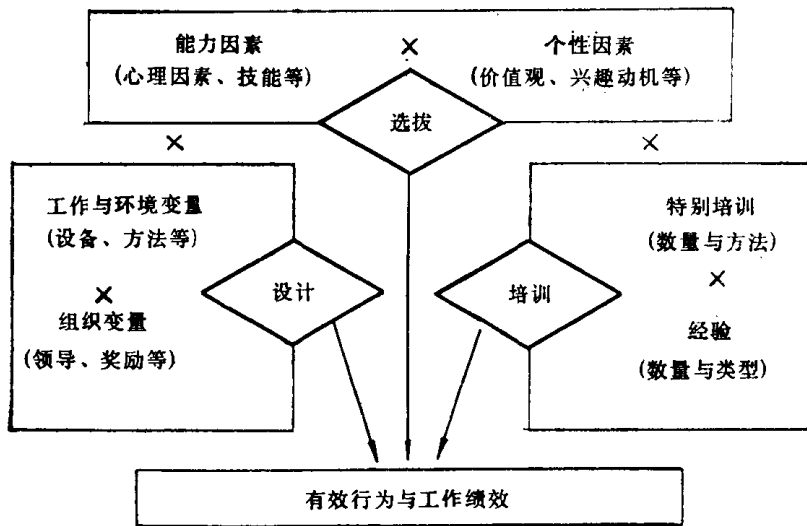 能力因素
×
个性因素
(心理因素、技能等)
(价值观、兴趣动机等)
选拔
×
×
工作与环境变量
(设备、方法等)
×
组织变量
(领导、奖励等)
设计
培训
特别培训
(数量与方法)
×
经验
(数量与类型)
有效行为与工作绩效